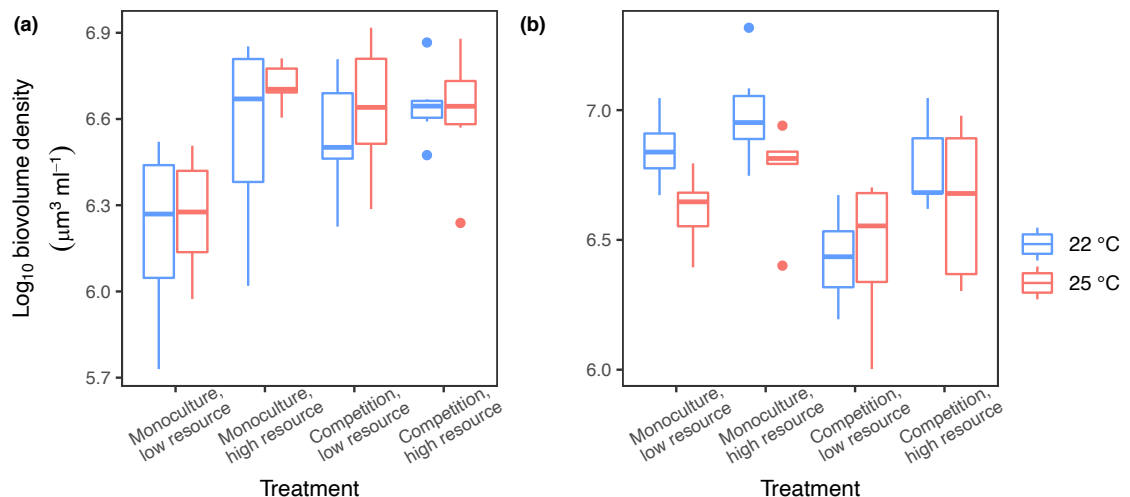 (a)
Log₁₀ biovolume density
(μm³ ml⁻¹)
6.9
6.6
6.3
6.0
5.7
Monoculture,
low resource
Monoculture,
high resource
Competition,
low resource
Competition,
high resource
Treatment
(b)
7.0
6.5
6.0
Monoculture,
low resource
Monoculture,
high resource
Competition,
low resource
Competition,
high resource
Treatment
22 °C
25 °C